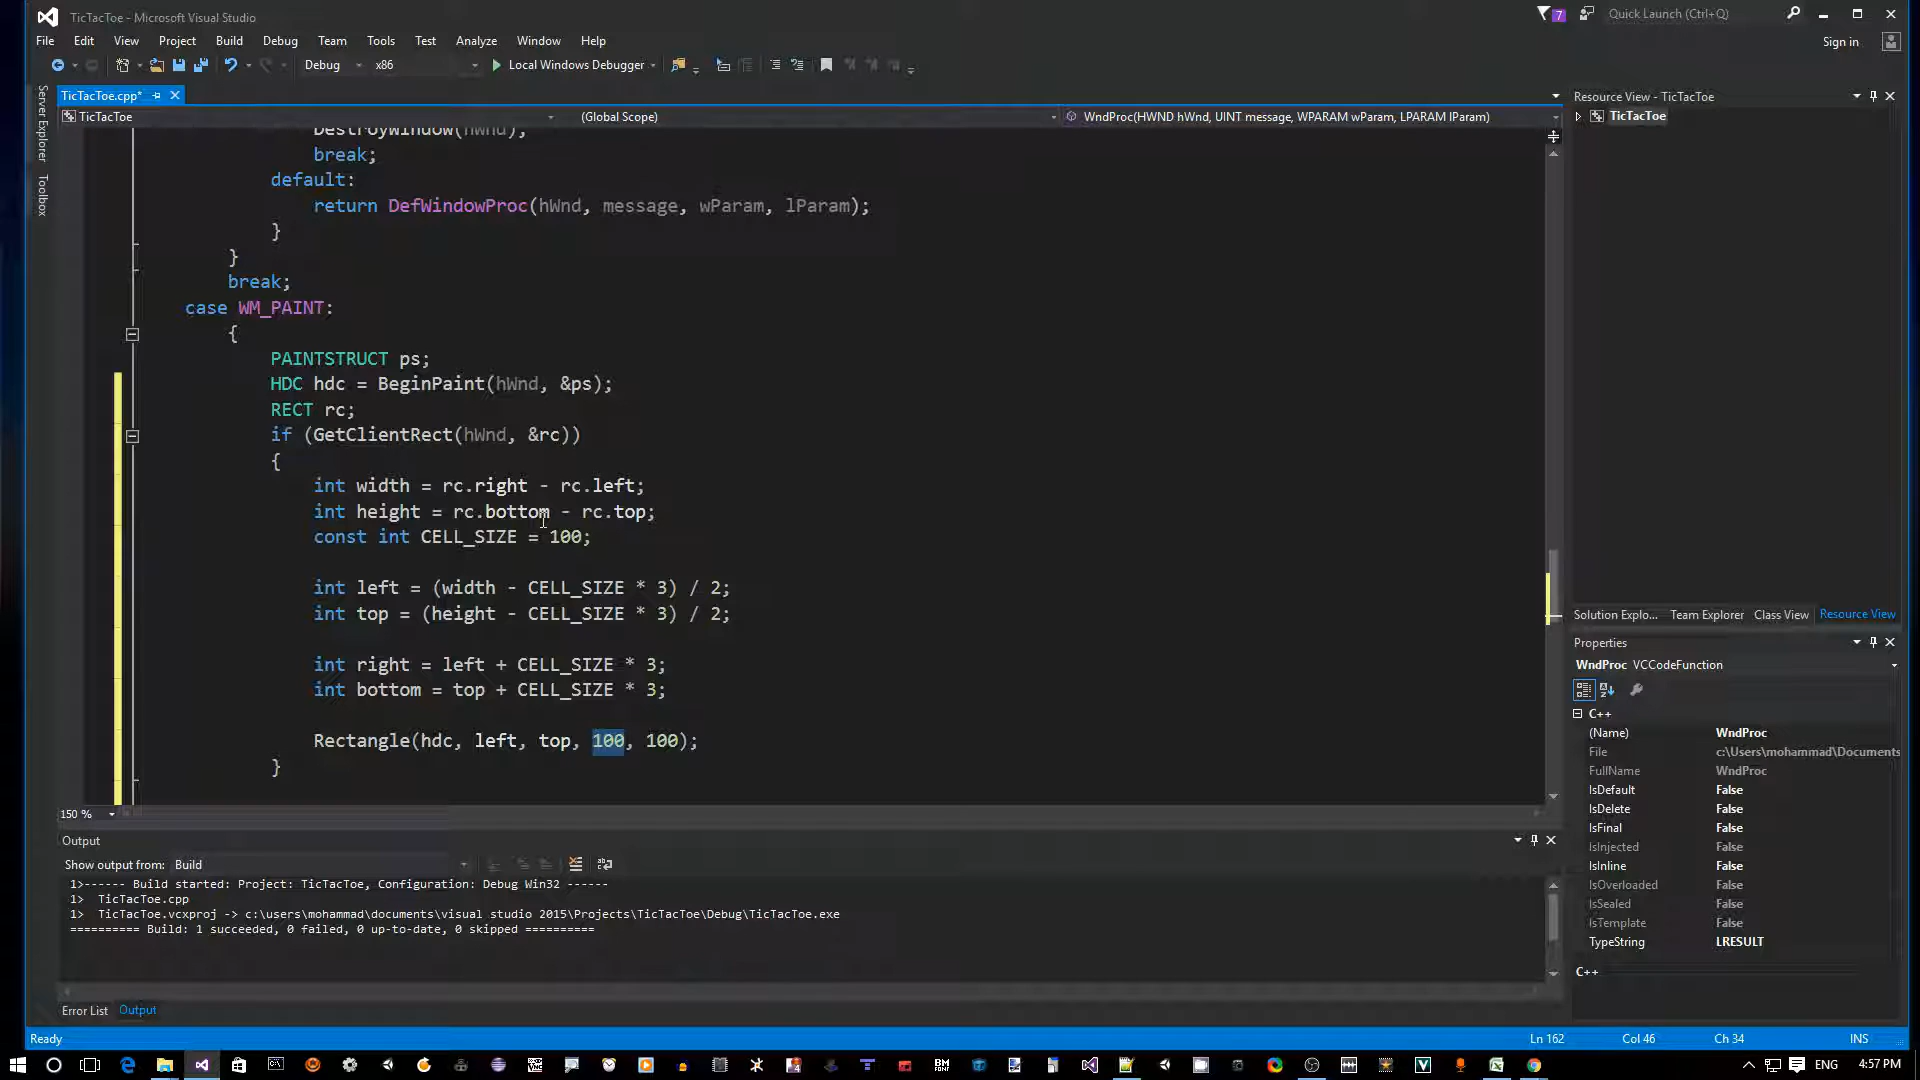 TicTacToe - Microsoft Visual Studio
7
Quick Launch (Ctrl+Q)
File Edit View Project Build Debug Team Tools Test Analyze Window Help
Sign in
Debug x86 Local Windows Debugger
Server Explorer
Toolbox
TicTacToe.cpp*
TicTacToe (Global Scope) WndProc(HWND hWnd, UINT message, WPARAM wParam, LPARAM lParam)
DestroyWindow(hWnd);
break;
default:
return DefWindowProc(hWnd, message, wParam, lParam);
}
}
break;
case WM_PAINT:
{
PAINTSTRUCT ps;
HDC hdc = BeginPaint(hWnd, &ps);
RECT rc;
if (GetClientRect(hWnd, &rc))
{
int width = rc.right - rc.left;
int height = rc.bottom - rc.top;
const int CELL_SIZE = 100;
int left = (width - CELL_SIZE * 3) / 2;
int top = (height - CELL_SIZE * 3) / 2;
int right = left + CELL_SIZE * 3;
int bottom = top + CELL_SIZE * 3;
Rectangle(hdc, left, top, 100, 100);
}
150 %
Output
Show output from: Build
1>------ Build started: Project: TicTacToe, Configuration: Debug Win32 ------
1> TicTacToe.cpp
1> TicTacToe.vcxproj -> c:\users\mohammad\documents\visual studio 2015\Projects\TicTacToe\Debug\TicTacToe.exe
========== Build: 1 succeeded, 0 failed, 0 up-to-date, 0 skipped ==========
Error List Output
Resource View - TicTacToe
TicTacToe
Solution Explo... Team Explorer Class View Resource View
Properties
WndProc VCCodeFunction
C++
(Name) WndProc
File c:\Users\mohammad\Documents
FullName WndProc
IsDefault False
IsDelete False
IsFinal False
IsInjected False
IsInline False
IsOverloaded False
IsSealed False
IsTemplate False
TypeString LRESULT
C++
Ready Ln 162 Col 46 Ch 34 INS
ENG 4:57 PM